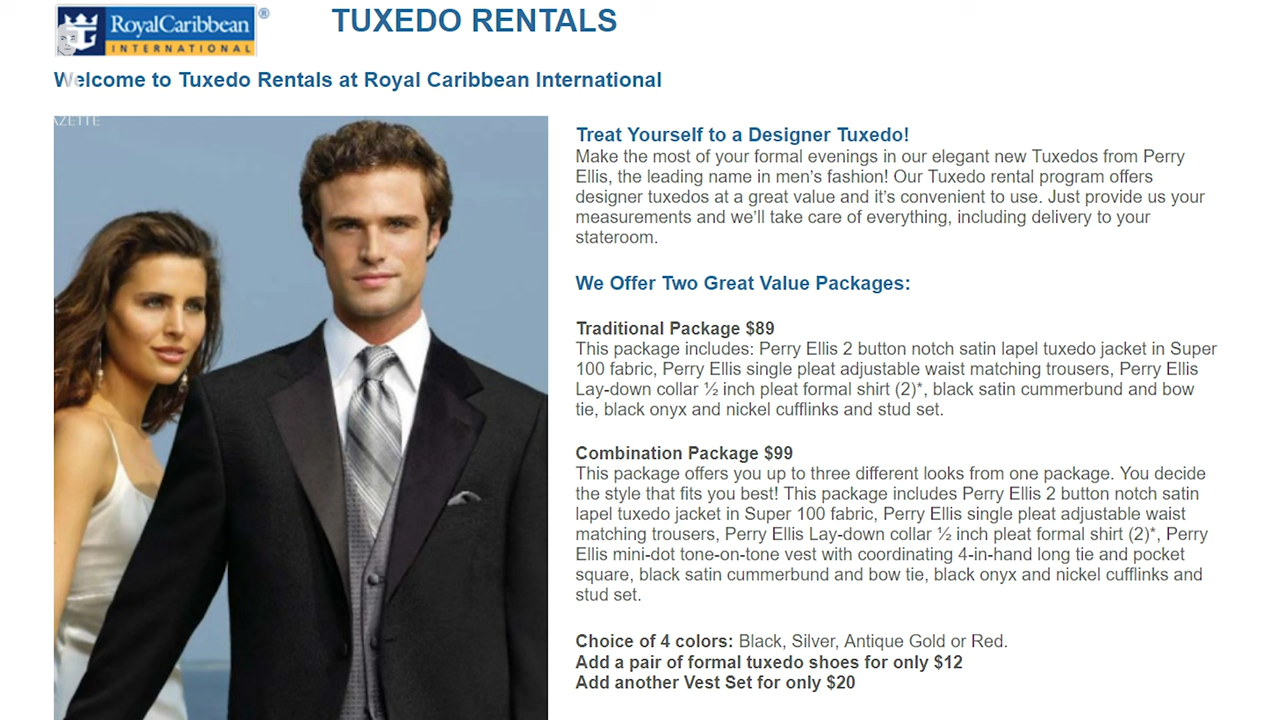 RoyalCaribbean ®
INTERNATIONAL
TUXEDO RENTALS
Welcome to Tuxedo Rentals at Royal Caribbean International
AZETTE
Treat Yourself to a Designer Tuxedo!
Make the most of your formal evenings in our elegant new Tuxedos from Perry
Ellis, the leading name in men's fashion! Our Tuxedo rental program offers
designer tuxedos at a great value and it's convenient to use. Just provide us your
measurements and we'll take care of everything, including delivery to your
stateroom.
We Offer Two Great Value Packages:
Traditional Package $89
This package includes: Perry Ellis 2 button notch satin lapel tuxedo jacket in Super
100 fabric, Perry Ellis single pleat adjustable waist matching trousers, Perry Ellis
Lay-down collar ½ inch pleat formal shirt (2)*, black satin cummerbund and bow
tie, black onyx and nickel cufflinks and stud set.
Combination Package $99
This package offers you up to three different looks from one package. You decide
the style that fits you best! This package includes Perry Ellis 2 button notch satin
lapel tuxedo jacket in Super 100 fabric, Perry Ellis single pleat adjustable waist
matching trousers, Perry Ellis Lay-down collar ½ inch pleat formal shirt (2)*, Perry
Ellis mini-dot tone-on-tone vest with coordinating 4-in-hand long tie and pocket
square, black satin cummerbund and bow tie, black onyx and nickel cufflinks and
stud set.
Choice of 4 colors: Black, Silver, Antique Gold or Red.
Add a pair of formal tuxedo shoes for only $12
Add another Vest Set for only $20